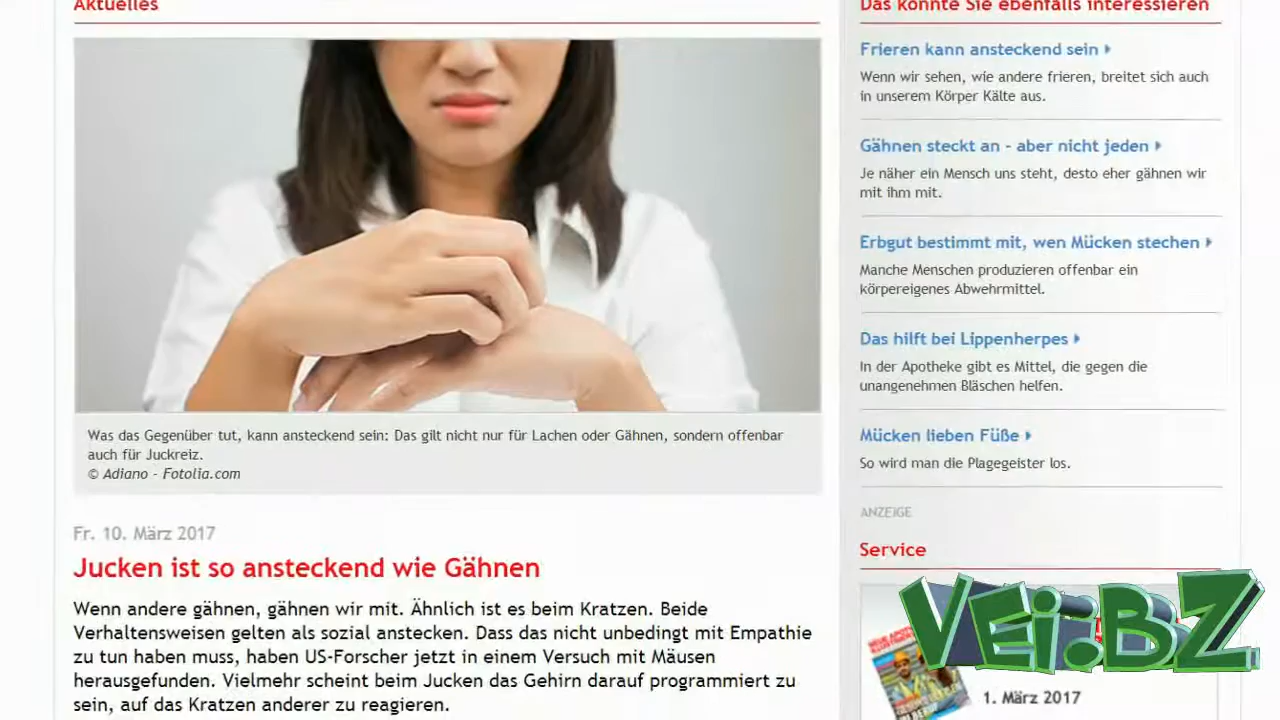 Aktuelles
Was das Gegenüber tut, kann ansteckend sein: Das gilt nicht nur für Lachen oder Gähnen, sondern offenbar
auch für Juckreiz.
© Adiano - Fotolia.com
Fr. 10. März 2017
Jucken ist so ansteckend wie Gähnen
Wenn andere gähnen, gähnen wir mit. Ähnlich ist es beim Kratzen. Beide
Verhaltensweisen gelten als sozial anstecken. Dass das nicht unbedingt mit Empathie
zu tun haben muss, haben US-Forscher jetzt in einem Versuch mit Mäusen
herausgefunden. Vielmehr scheint beim Jucken das Gehirn darauf programmiert zu
sein, auf das Kratzen anderer zu reagieren.
Das könnte Sie ebenfalls interessieren
Frieren kann ansteckend sein
Wenn wir sehen, wie andere frieren, breitet sich auch
in unserem Körper Kälte aus.
Gähnen steckt an - aber nicht jeden
Je näher ein Mensch uns steht, desto eher gähnen wir
mit ihm mit.
Erbgut bestimmt mit, wen Mücken stechen
Manche Menschen produzieren offenbar ein
körpereigenes Abwehrmittel.
Das hilft bei Lippenherpes
In der Apotheke gibt es Mittel, die gegen die
unangenehmen Bläschen helfen.
Mücken lieben Füße
So wird man die Plagegeister los.
ANZEIGE
Service
VEi:BZ
1. März 2017